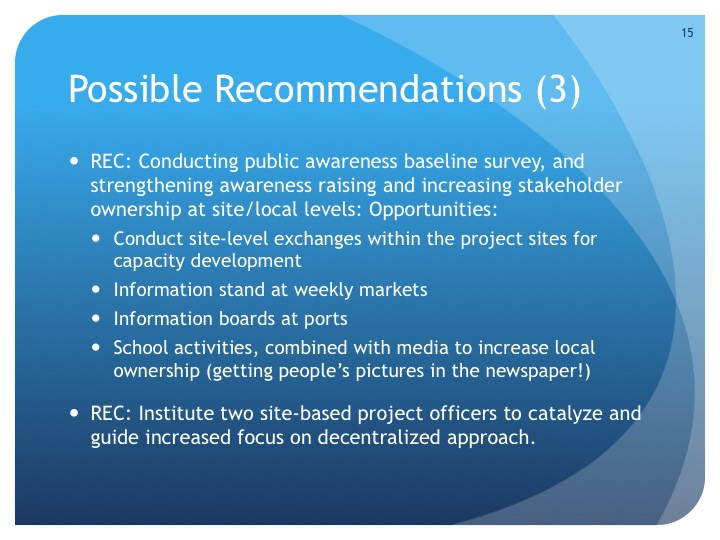 15
Possible Recommendations (3)
• REC: Conducting public awareness baseline survey, and
strengthening awareness raising and increasing stakeholder
ownership at site/local levels: Opportunities:
• Conduct site-level exchanges within the project sites for
capacity development
• Information stand at weekly markets
• Information boards at ports
• School activities, combined with media to increase local
ownership (getting people’s pictures in the newspaper!)
• REC: Institute two site-based project officers to catalyze and
guide increased focus on decentralized approach.